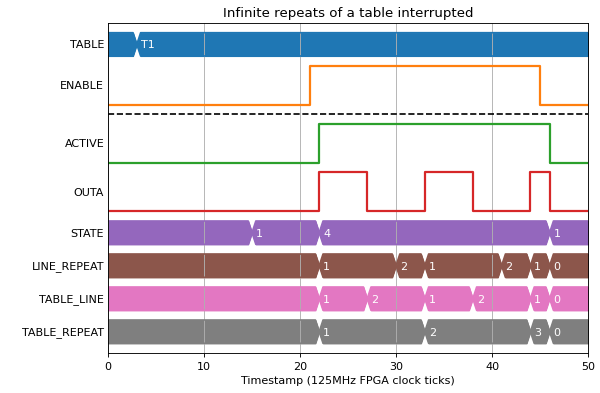 Infinite repeats of a table interrupted
TABLE T1
ENABLE
ACTIVE
OUTA
STATE 1 4 1
LINE_REPEAT 1 2 1 2 1 0
TABLE_LINE 1 2 1 2 1 0
TABLE_REPEAT 1 2 3 0
0 10 20 30 40 50
Timestamp (125MHz FPGA clock ticks)